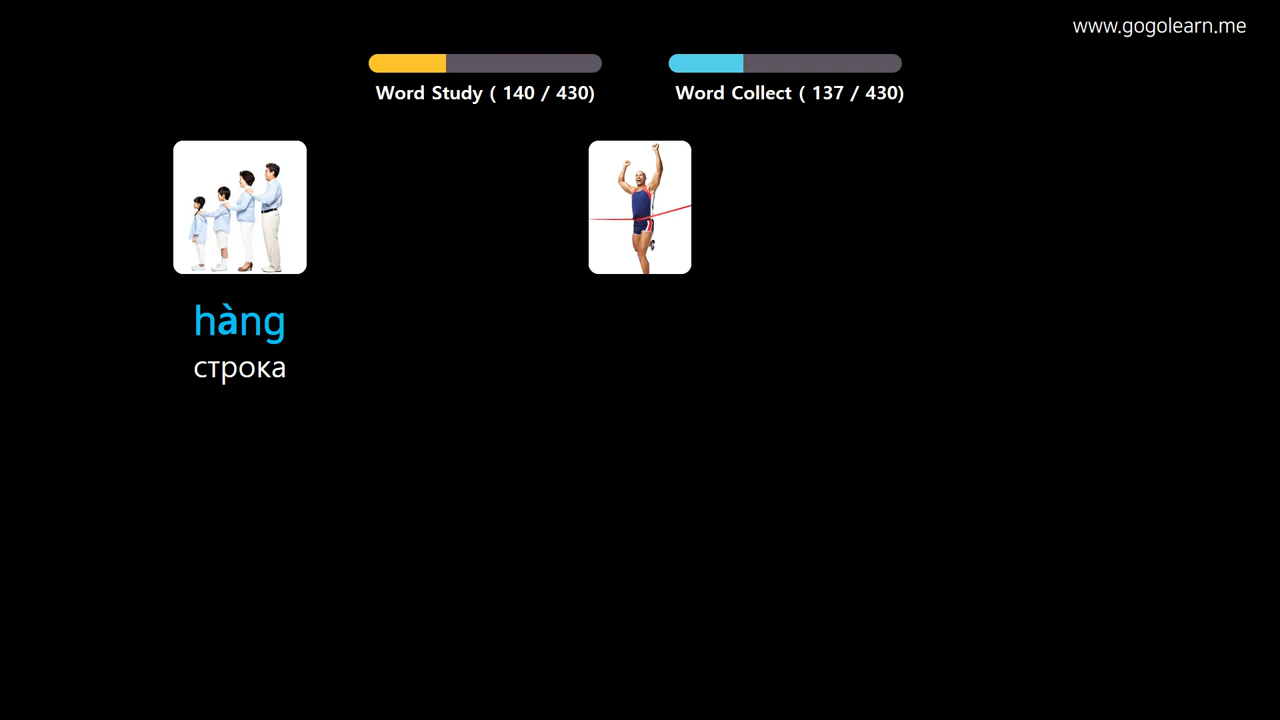 www.gogolearn.me
Word Study ( 140 / 430)
Word Collect ( 137 / 430)
hàng
строка